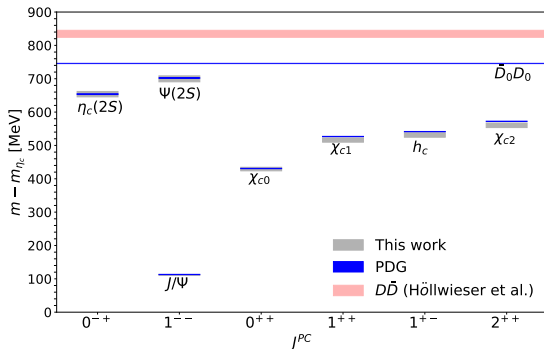 900
800
700
600
500
400
300
200
100
0
m − m_{η_c} [MeV]
D̄₀D₀
η_c(2S)
Ψ(2S)
χ_{c0}
χ_{c1}
h_c
χ_{c2}
J/Ψ
This work
PDG
DD̄ (Höllwieser et al.)
0⁻⁺ 1⁻⁻ 0⁺⁺ 1⁺⁺ 1⁺⁻ 2⁺⁺
J^{PC}